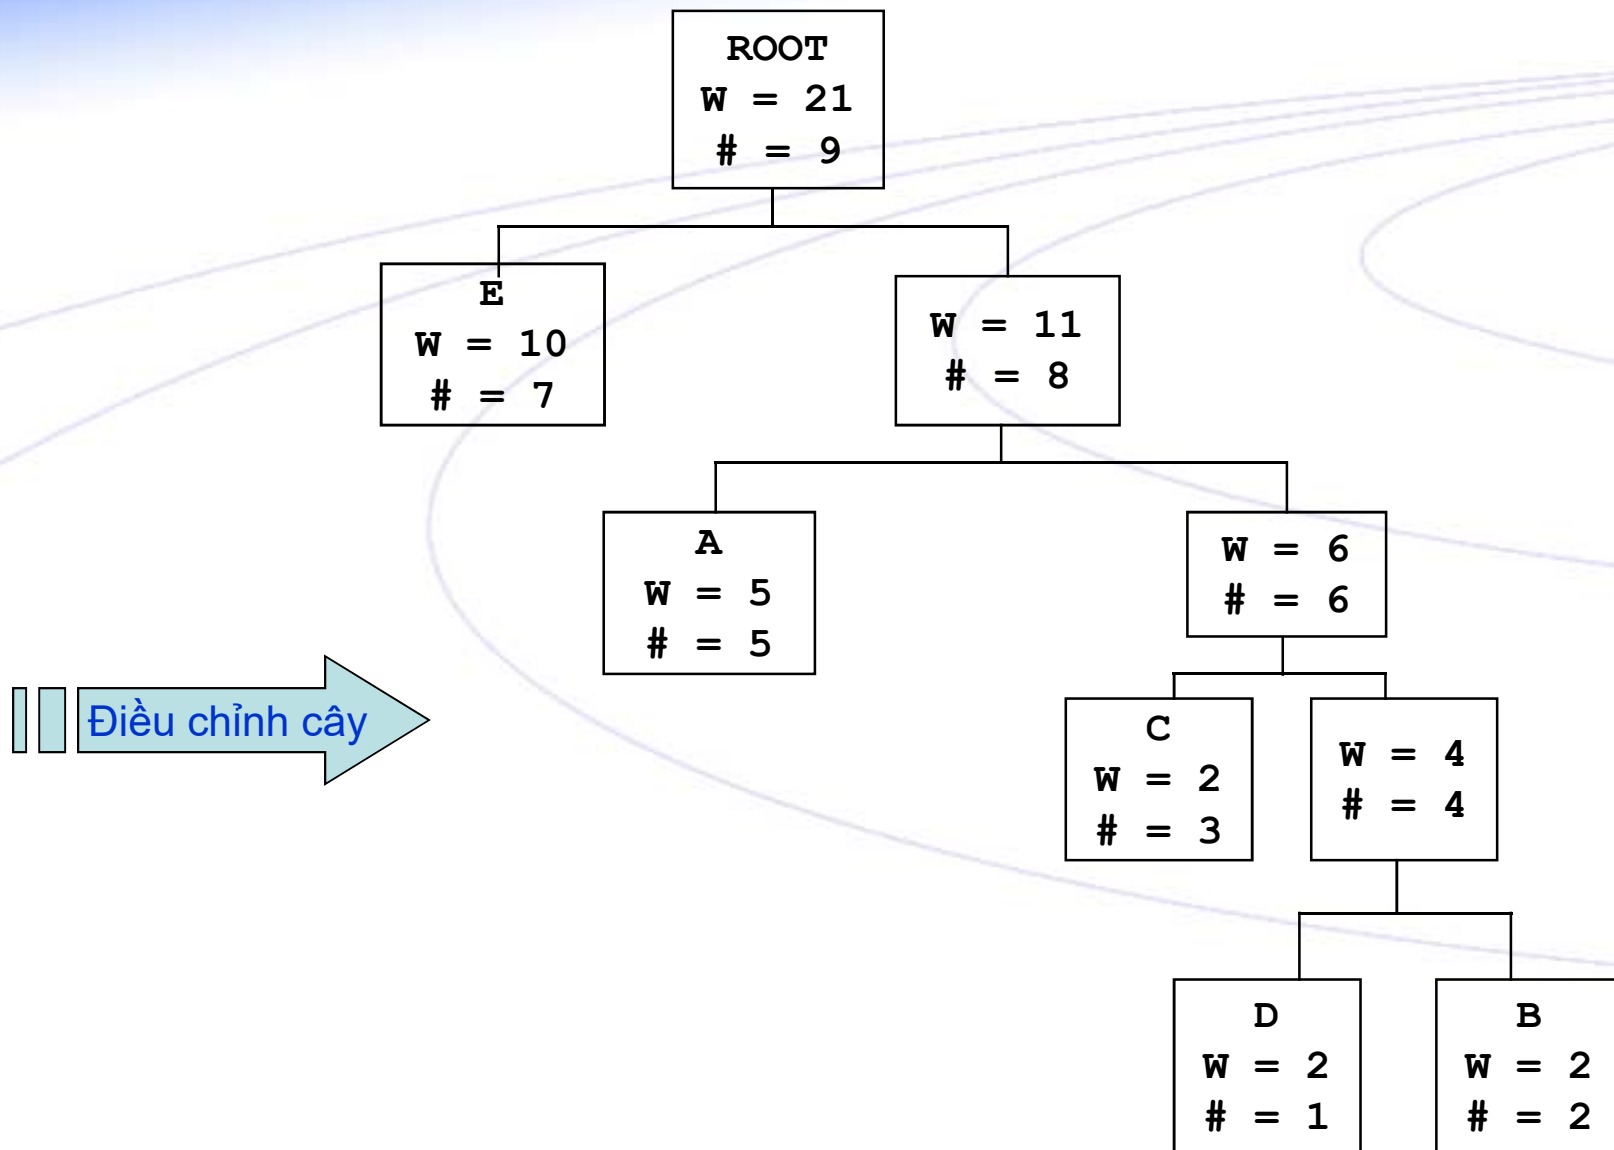 ROOT
W = 21
# = 9
E
W = 10
# = 7
W = 11
# = 8
A
W = 5
# = 5
W = 6
# = 6
Điều chỉnh cây
C
W = 2
# = 3
W = 4
# = 4
D
W = 2
# = 1
B
W = 2
# = 2